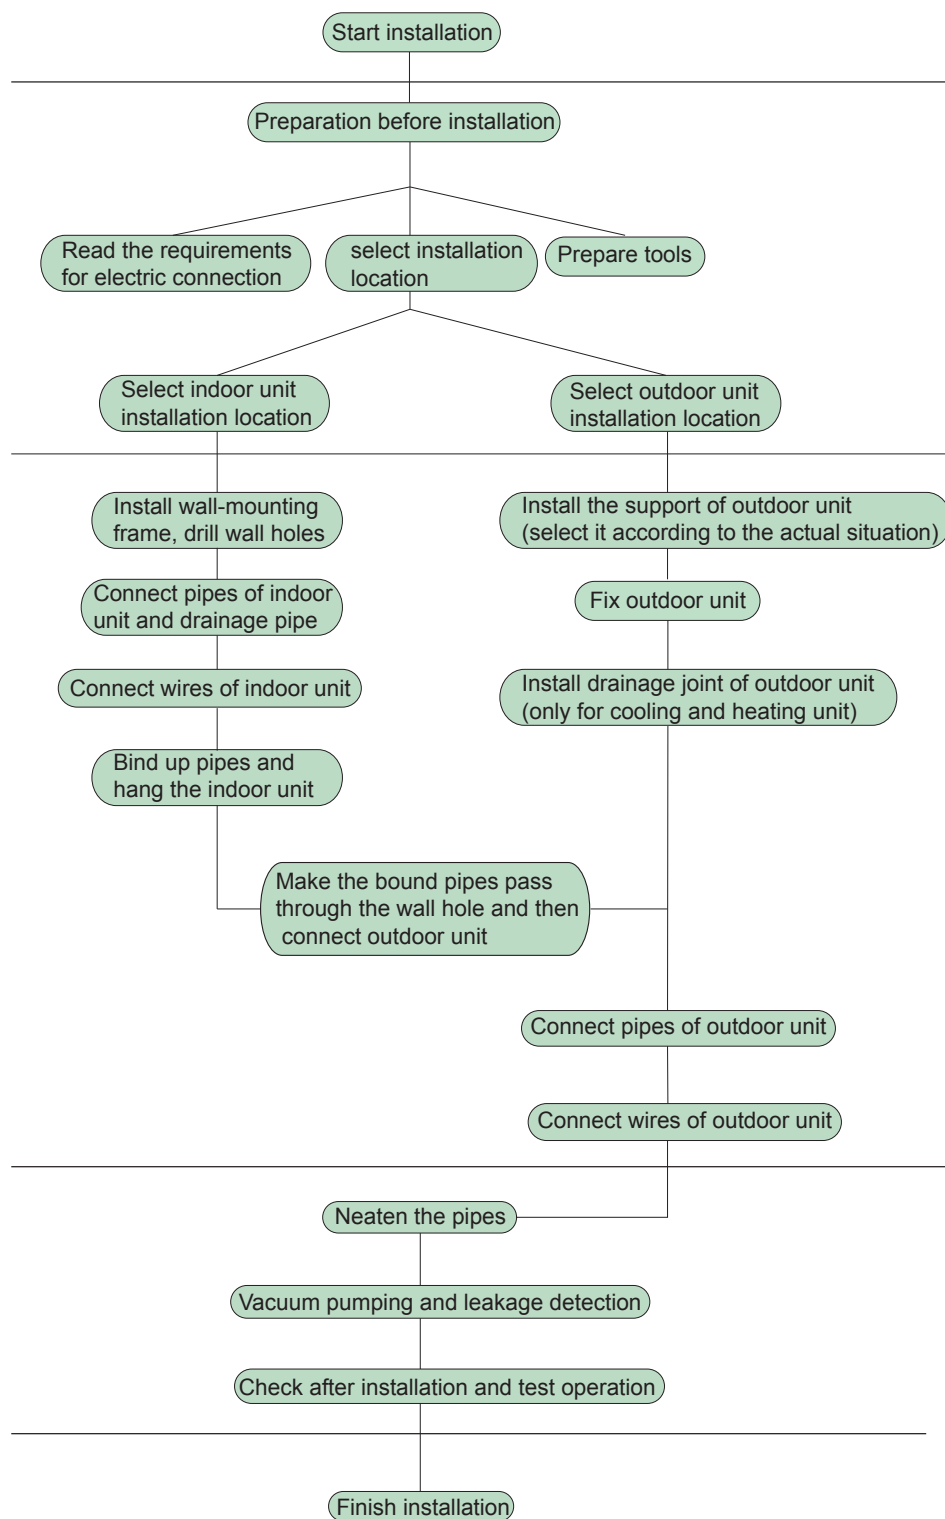 Start installation
Preparation before installation
Read the requirements
for electric connection
select installation
location
Prepare tools
Select indoor unit
installation location
Select outdoor unit
installation location
Install wall-mounting
frame, drill wall holes
Install the support of outdoor unit
(select it according to the actual situation)
Connect pipes of indoor
unit and drainage pipe
Fix outdoor unit
Connect wires of indoor unit
Install drainage joint of outdoor unit
(only for cooling and heating unit)
Bind up pipes and
hang the indoor unit
Make the bound pipes pass
through the wall hole and then
connect outdoor unit
Connect pipes of outdoor unit
Connect wires of outdoor unit
Neaten the pipes
Vacuum pumping and leakage detection
Check after installation and test operation
Finish installation